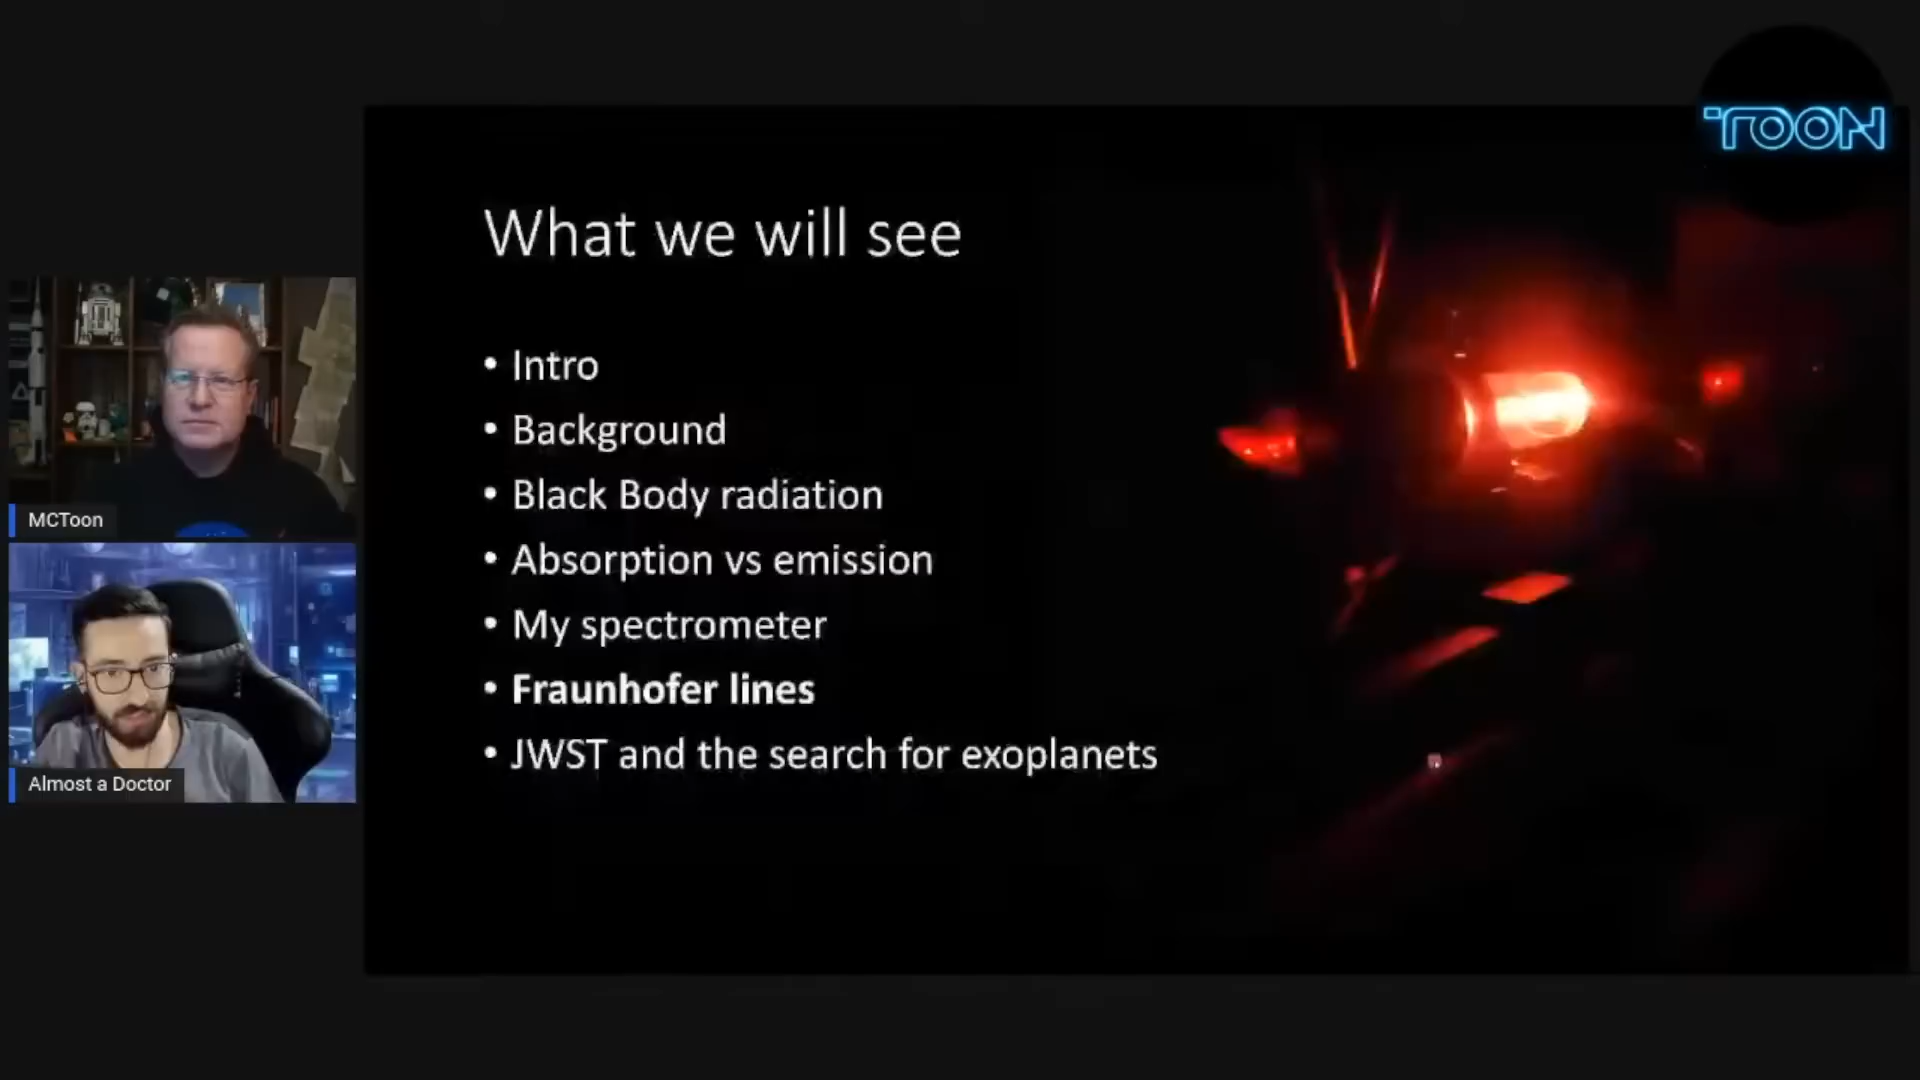 TOON
What we will see
• Intro
• Background
• Black Body radiation
• Absorption vs emission
• My spectrometer
• Fraunhofer lines
• JWST and the search for exoplanets
MCToon
Almost a Doctor